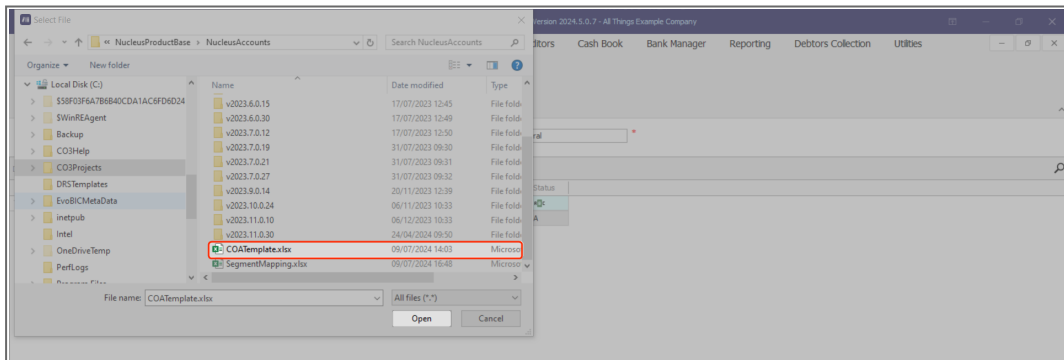 Select File
Version 2024.5.0.7 - All Things Example Company
« NucleusProductBase > NucleusAccounts
Search NucleusAccounts
ditors Cash Book Bank Manager Reporting Debtors Collection Utilities
Organize New folder
Local Disk (C:)
Name Date modified Type
$58F03F6A7B6B40CDA1AC6FD6D24
v2023.6.0.15 17/07/2023 12:45 File fold
$WinREAgent
v2023.6.0.30 17/07/2023 12:49 File fold
Backup
v2023.7.0.12 17/07/2023 12:50 File fold
ral *
CO3Help
v2023.7.0.19 31/07/2023 09:30 File fold
CO3Projects
v2023.7.0.21 31/07/2023 09:31 File fold
DRSTemplates
v2023.7.0.27 31/07/2023 09:32 File fold
Status
EvoBICMetaData
v2023.9.0.14 20/11/2023 12:39 File fold
inetpub
v2023.10.0.24 06/11/2023 10:33 File fold
A
v2023.11.0.10 06/12/2023 10:33 File fold
Intel
v2023.11.0.30 24/04/2024 09:50 File fold
OneDriveTemp
COATemplate.xlsx 09/07/2024 14:03 Microso
PerfLogs
SegmentMapping.xlsx 09/07/2024 16:48 Microso
Program Files
File name: COATemplate.xlsx All files (*.*)
Open Cancel